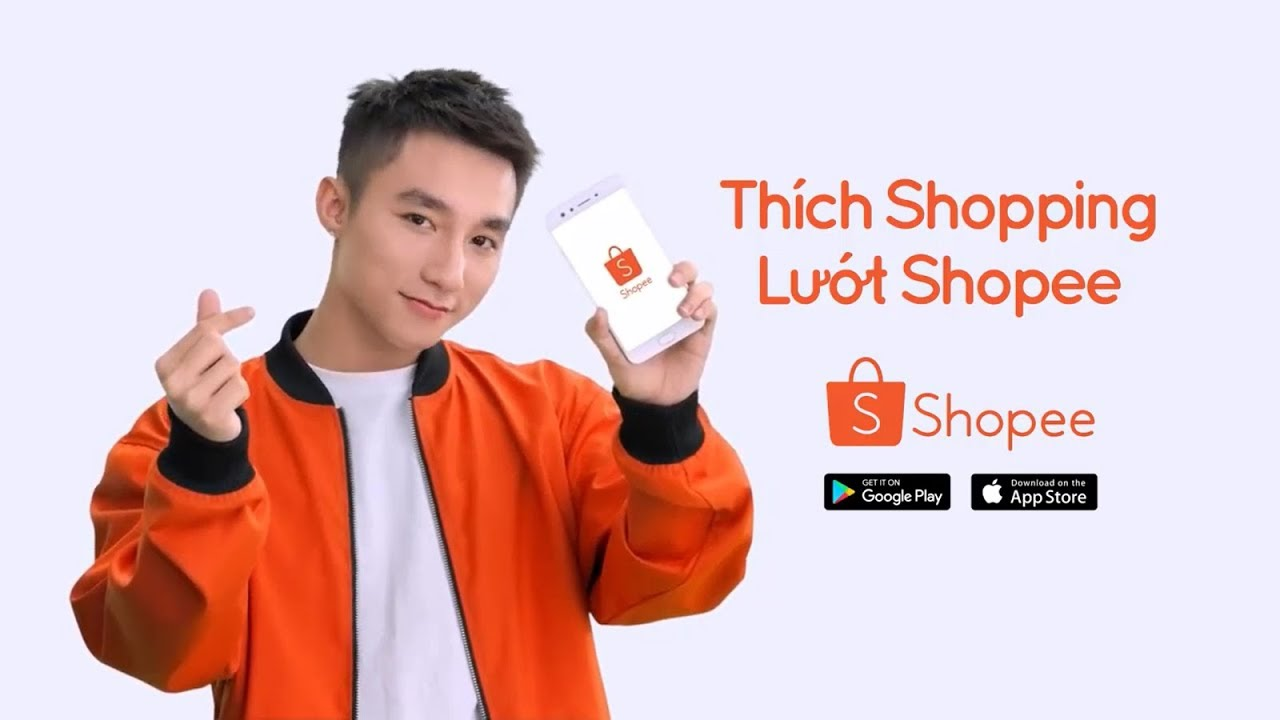 Thích Shopping
Lướt Shopee
S
Shopee
S Shopee
GET IT ON
Google Play
Download on the
App Store